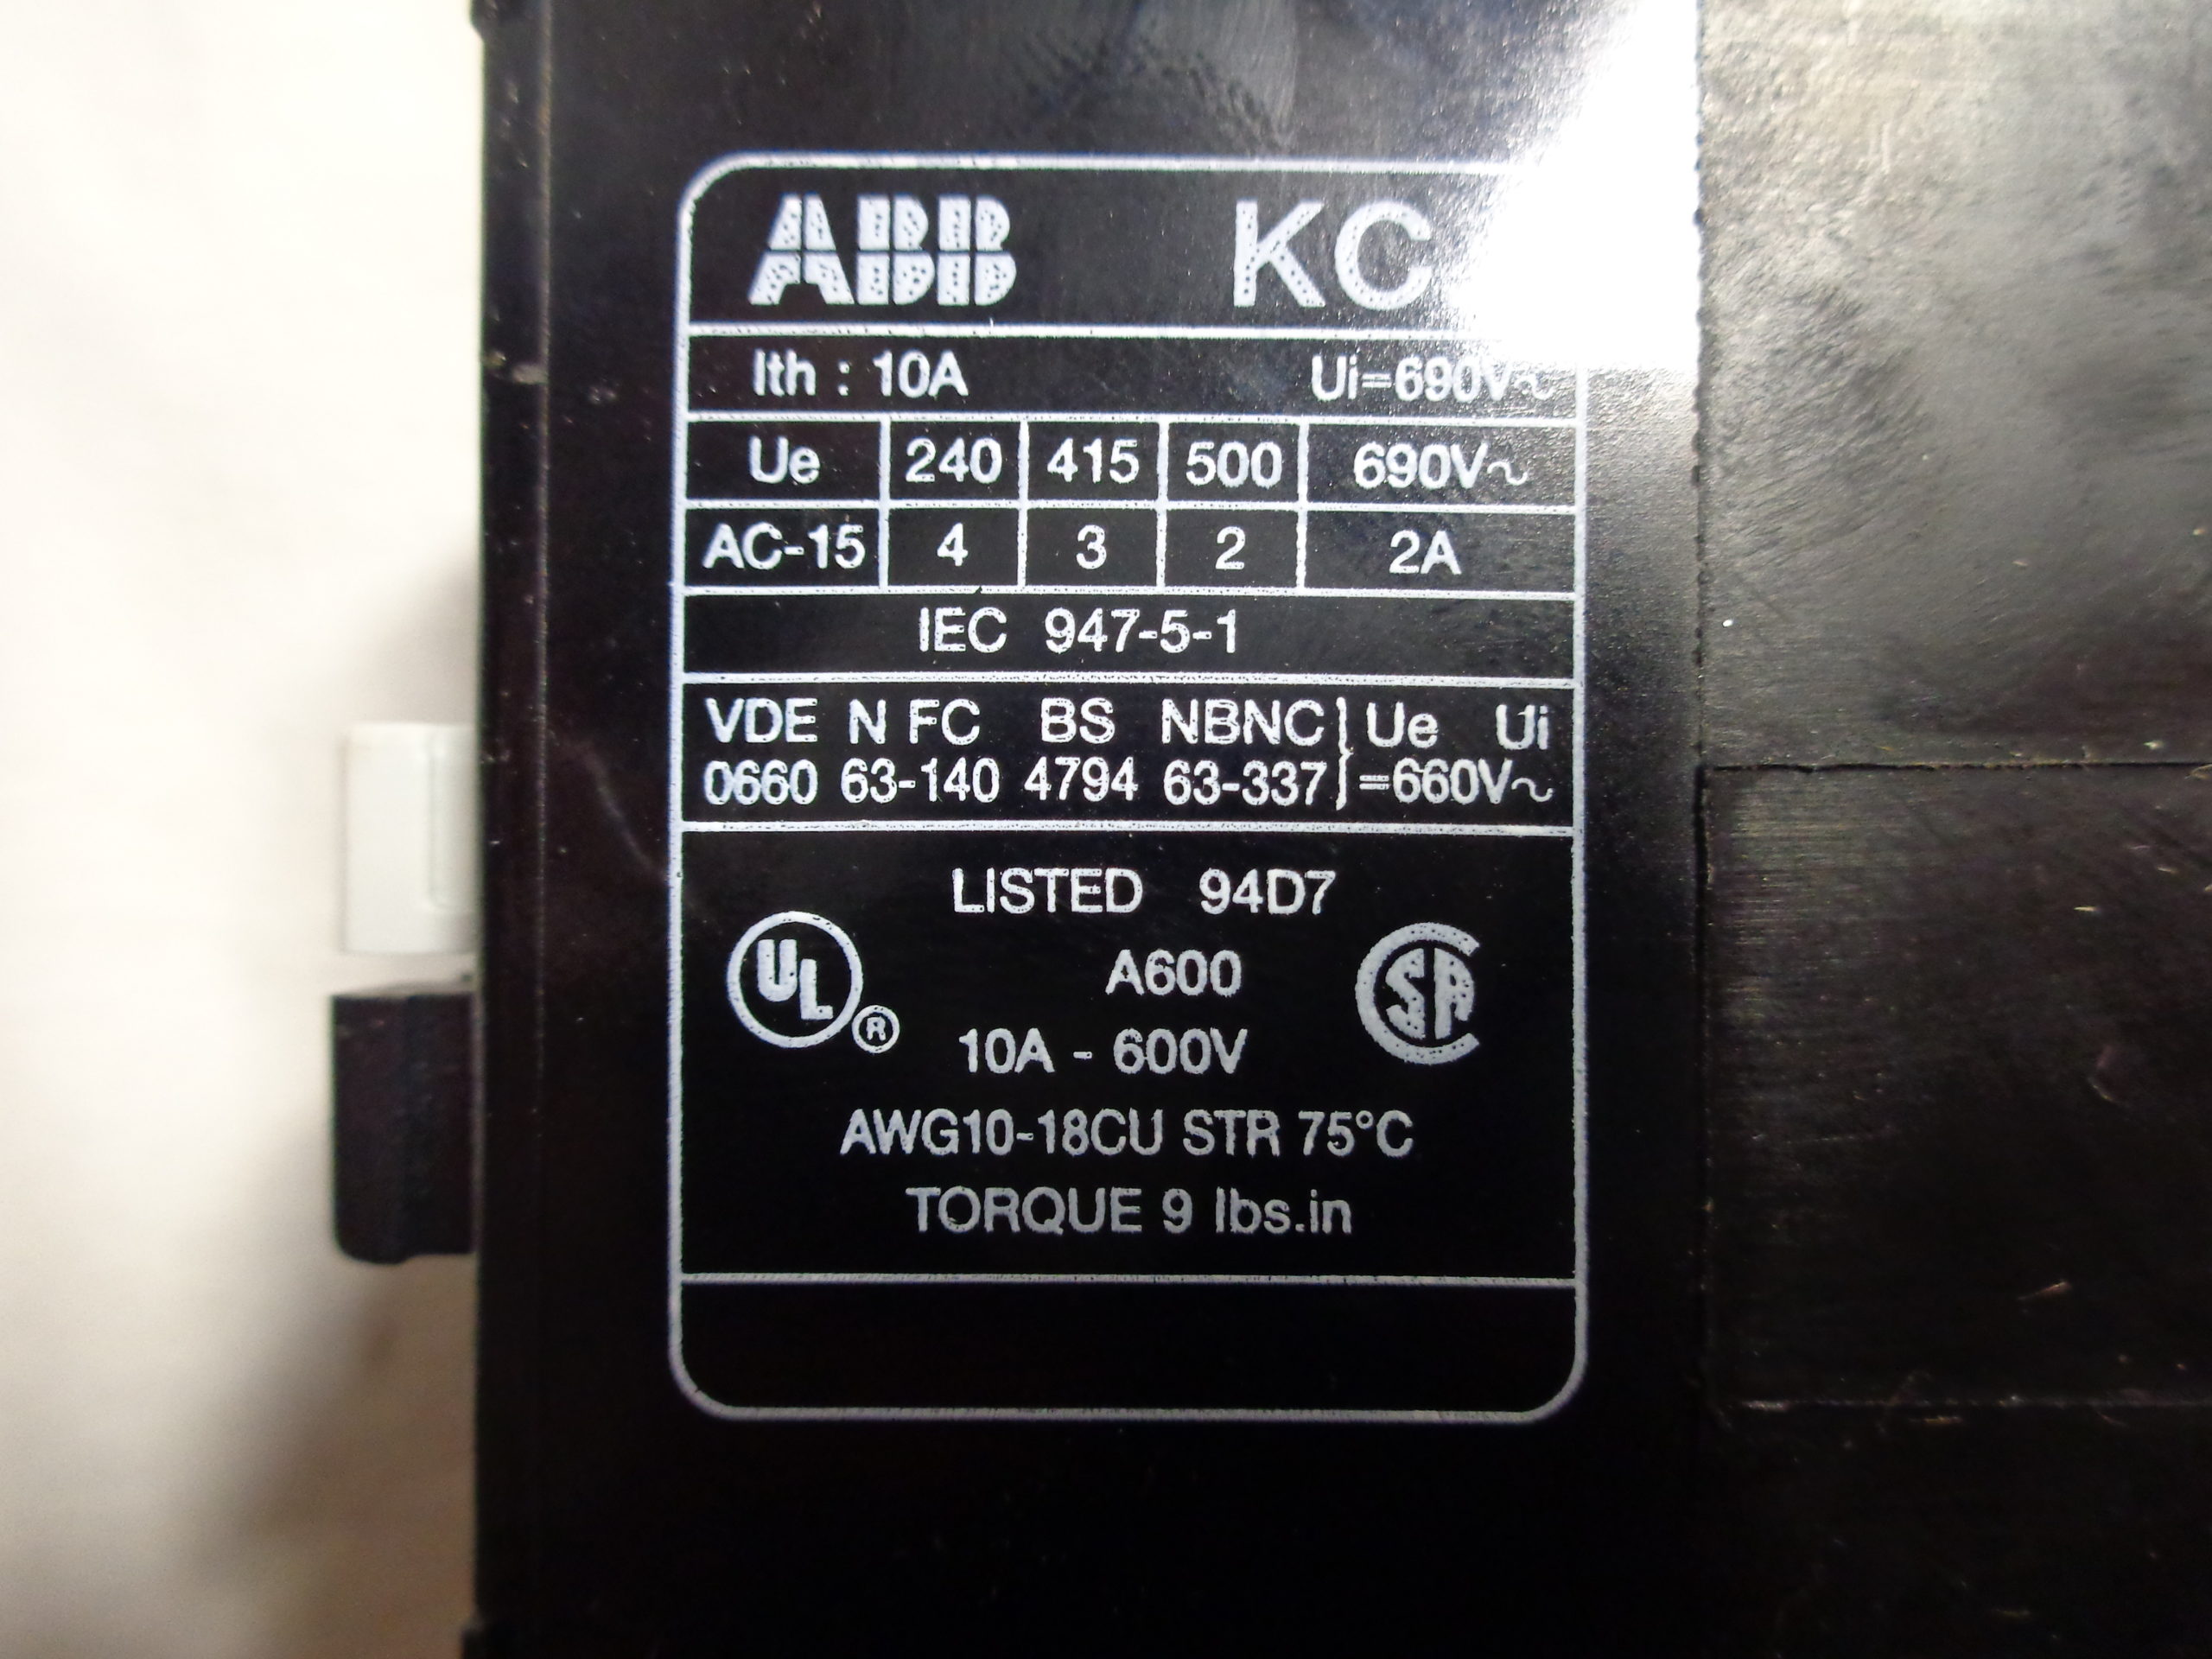 ABB KC
Ith : 10A Ui=690V~
Ue 240 415 500 690V~
AC-15 4 3 2 2A
IEC 947-5-1
VDE N FC BS NBNC } Ue Ui
0660 63-140 4794 63-337 =660V~
LISTED 94D7
UL ® A600 CSA
10A - 600V
AWG10-18CU STR 75°C
TORQUE 9 lbs.in